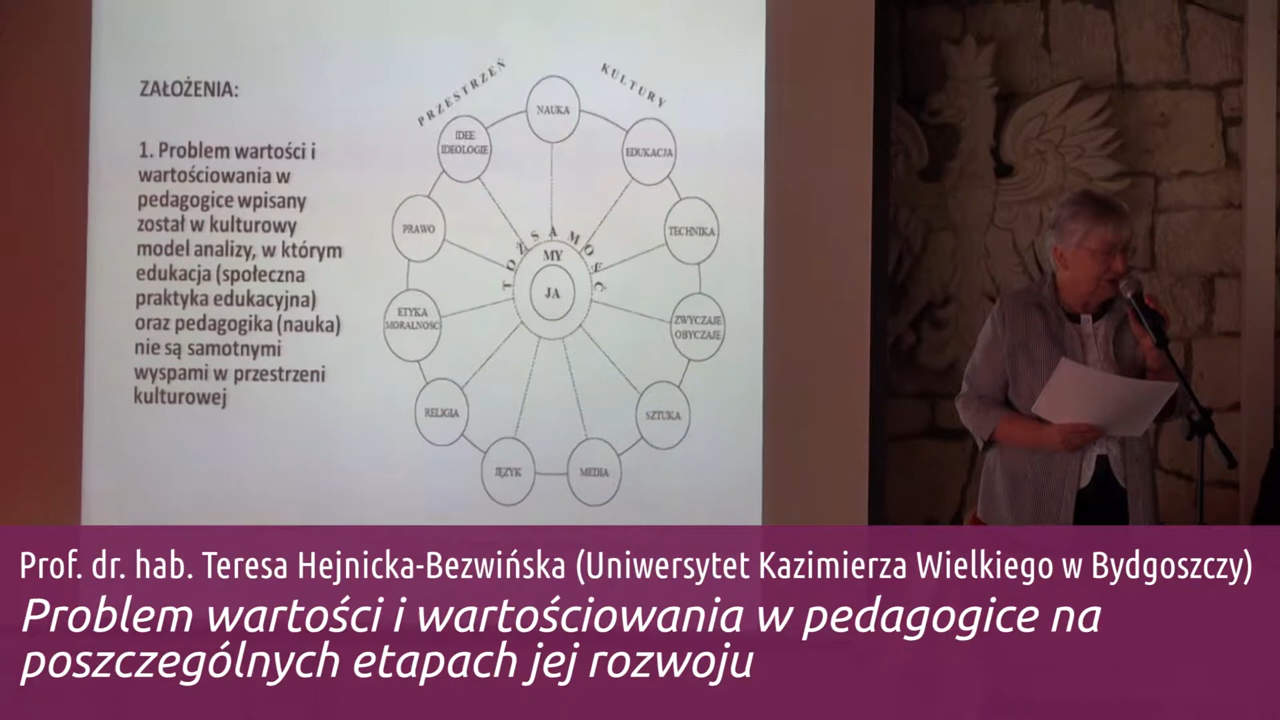 ZAŁOŻENIA:
1. Problem wartości i
wartościowania w
pedagogice wpisany
został w kulturowy
model analizy, w którym
edukacja (społeczna
praktyka edukacyjna)
oraz pedagogika (nauka)
nie są samotnymi
wyspami w przestrzeni
kulturowej
PRZESTRZEŃ
KULTURY
NAUKA
IDEE
IDEOLOGIE
EDUKACJA
PRAWO
TECHNIKA
TOŻSAMOŚĆ
MY
JA
ETYKA
MORALNOŚĆ
ZWYCZAJE
OBYCZAJE
RELIGIA
SZTUKA
JĘZYK
MEDIA
Prof. dr. hab. Teresa Hejnicka-Bezwińska (Uniwersytet Kazimierza Wielkiego w Bydgoszczy)
Problem wartości i wartościowania w pedagogice na
poszczególnych etapach jej rozwoju